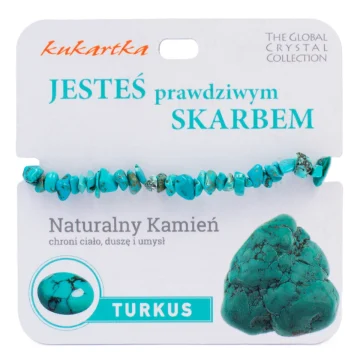 kukartka
THE GLOBAL
CRYSTAL
COLLECTION
JESTEŚ prawdziwym
SKARBEM
Naturalny Kamień
chroni ciało, duszę i umysł
TURKUS